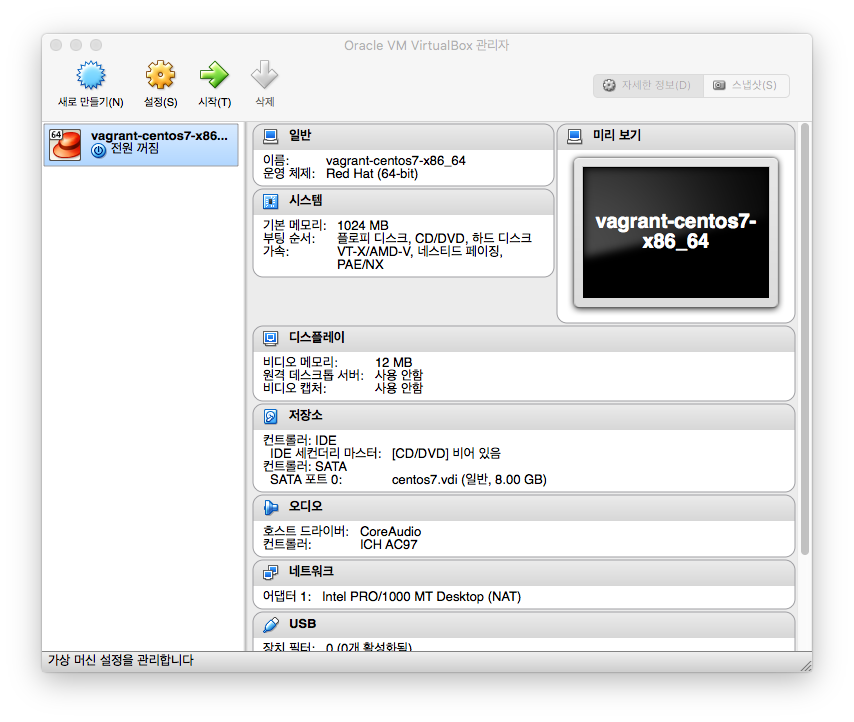 Oracle VM VirtualBox 관리자
새로 만들기(N) 설정(S) 시작(T) 삭제 자세한 정보(D) 스냅샷(S)
64 vagrant-centos7-x86...
전원 꺼짐
일반
이름: vagrant-centos7-x86_64
운영 체제: Red Hat (64-bit)
시스템
기본 메모리: 1024 MB
부팅 순서: 플로피 디스크, CD/DVD, 하드 디스크
가속: VT-X/AMD-V, 네스티드 페이징,
PAE/NX
미리 보기
vagrant-centos7-
x86_64
디스플레이
비디오 메모리: 12 MB
원격 데스크톱 서버: 사용 안함
비디오 캡처: 사용 안함
저장소
컨트롤러: IDE
IDE 세컨더리 마스터: [CD/DVD] 비어 있음
컨트롤러: SATA
SATA 포트 0: centos7.vdi (일반, 8.00 GB)
오디오
호스트 드라이버: CoreAudio
컨트롤러: ICH AC97
네트워크
어댑터 1: Intel PRO/1000 MT Desktop (NAT)
USB
장치 필터: 0 (0개 활성화됨)
가상 머신 설정을 관리합니다